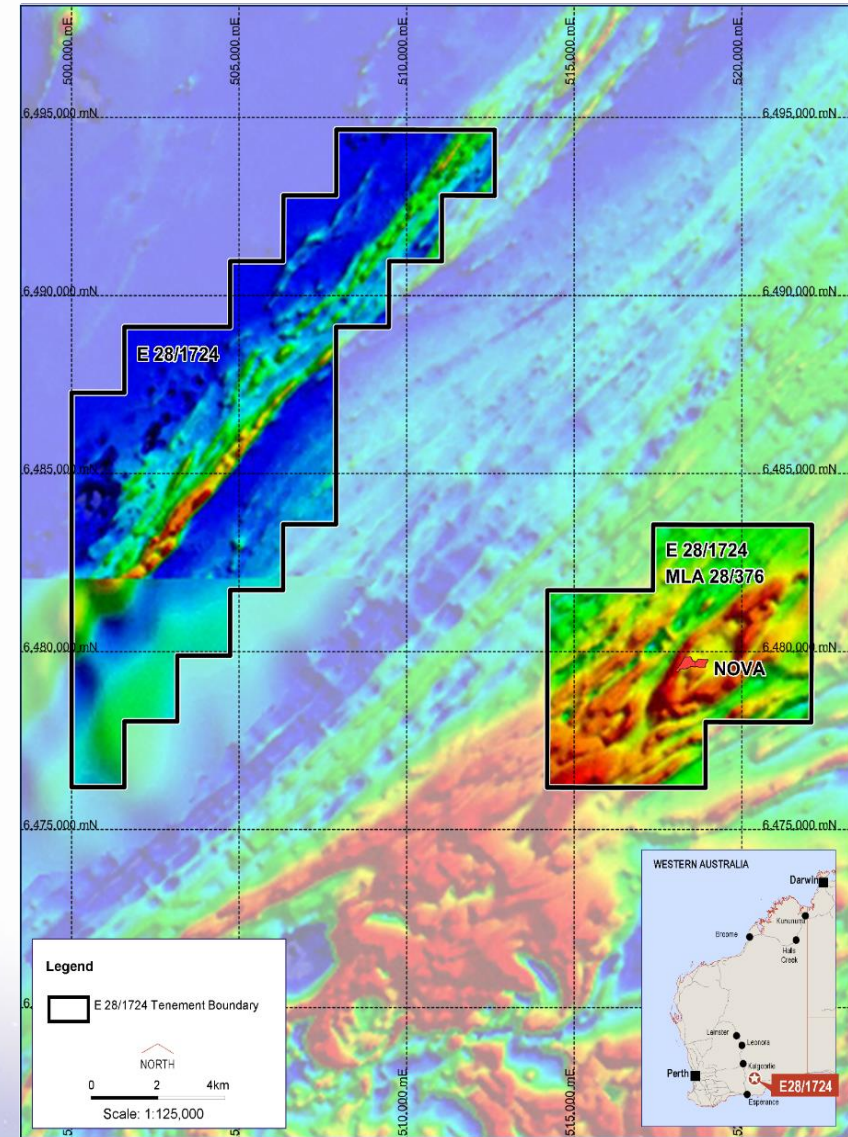 500,000 mE
505,000 mE
510,000 mE
515,000 mE
520,000 mE
6,495,000 mN
6,495,000 mN
6,490,000 mN
6,490,000 mN
E 28/1724
6,485,000 mN
6,485,000 mN
E 28/1724
MLA 28/376
6,480,000 mN
6,480,000 mN
NOVA
6,475,000 mN
6,475,000 mN
WESTERN AUSTRALIA
Darwin
Kununurra
Broome
Halls
Creek
Leinster
Leonora
Kalgoorlie
Perth
E28/1724
Esperance
Legend
E 28/1724 Tenement Boundary
NORTH
0 2 4km
Scale: 1:125,000
510,000 mE
515,000 mE